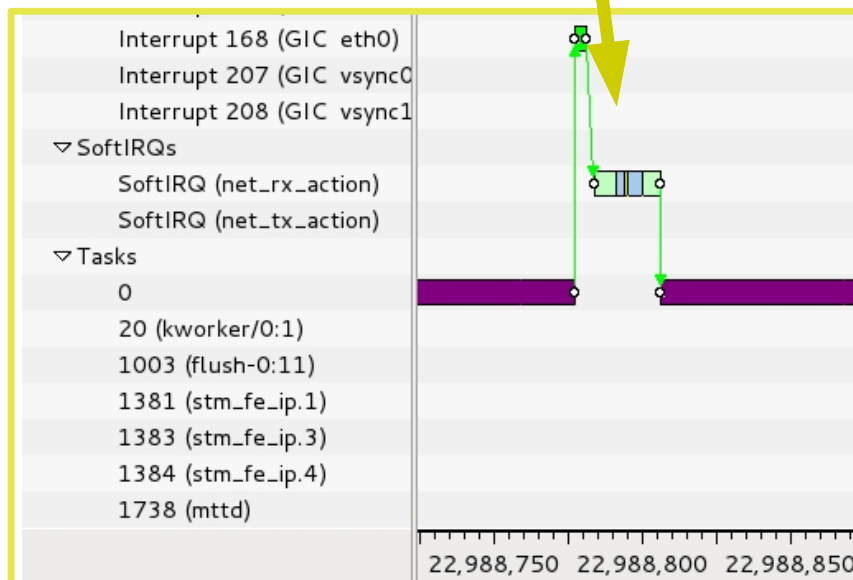 Interrupt 168 (GIC eth0)
Interrupt 207 (GIC vsync0
Interrupt 208 (GIC vsync1
SoftIRQs
SoftIRQ (net_rx_action)
SoftIRQ (net_tx_action)
Tasks
0
20 (kworker/0:1)
1003 (flush-0:11)
1381 (stm_fe_ip.1)
1383 (stm_fe_ip.3)
1384 (stm_fe_ip.4)
1738 (mttd)
22,988,750 22,988,800 22,988,850